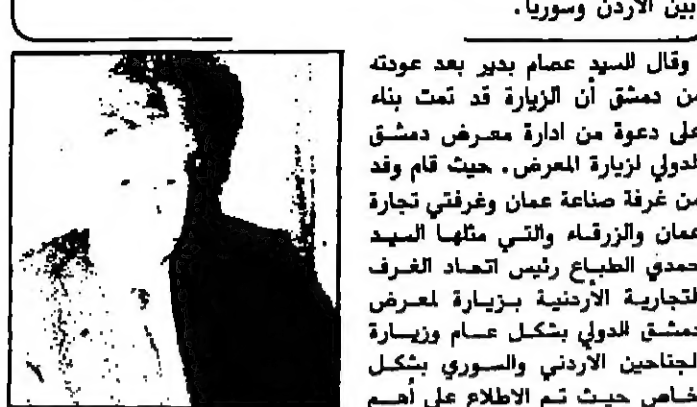 بين الأردن وسوريا.
وقال السيد عصام بدير بعد عودته
من دمشق أن الزيارة قد تمت بناء
على دعوة من ادارة معرض دمشق
الدولي لزيارة المعرض. حيث قام وفد
من غرفة صناعة عمان وغرفتي تجارة
عمان والزرقاء والتي مثلها السيد
حمدي الطباع رئيس اتحاد الغرف
التجارية الأردنية بزيارة لمعرض
دمشق الدولي بشكل عام وزيارة
الجناحين الاردني والسوري بشكل
خاص حيث تم الاطلاع على أهم